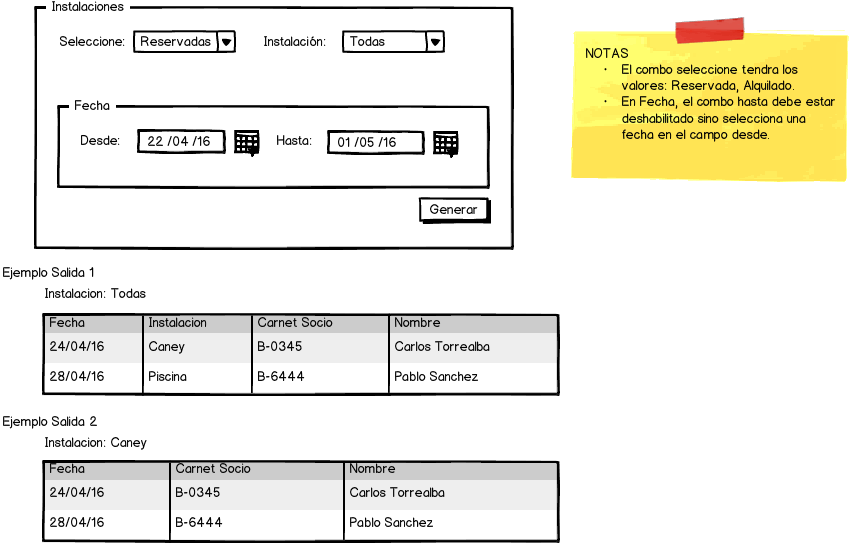 Instalaciones
Seleccione: Reservadas Instalación: Todas
Fecha
Desde: 22 /04 /16 Hasta: 01 /05 /16
Generar
NOTAS
• El combo seleccione tendra los
valores: Reservada, Alquilado.
• En Fecha, el combo hasta debe estar
deshabilitado sino selecciona una
fecha en el campo desde.
Ejemplo Salida 1
Instalacion: Todas
Fecha Instalacion Carnet Socio Nombre
24/04/16 Caney B-0345 Carlos Torrealba
28/04/16 Piscina B-6444 Pablo Sanchez
Ejemplo Salida 2
Instalacion: Caney
Fecha Carnet Socio Nombre
24/04/16 B-0345 Carlos Torrealba
28/04/16 B-6444 Pablo Sanchez